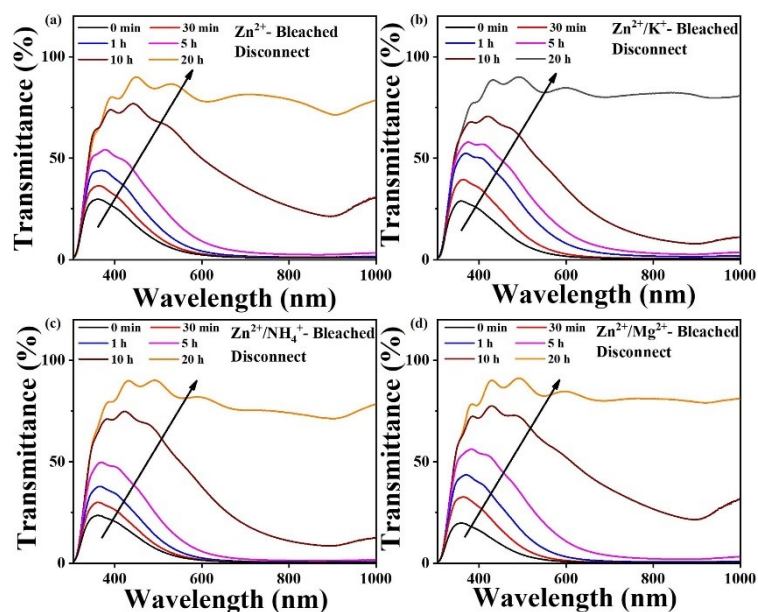 (a)
0 min 30 min
1 h 5 h
10 h 20 h
Zn²⁺- Bleached
Disconnect
Transmittance (%)
100
50
0
400 600 800 1000
Wavelength (nm)
(b)
0 min 30 min
1 h 5 h
10 h 20 h
Zn²⁺/K⁺- Bleached
Disconnect
Transmittance (%)
100
50
0
400 600 800 1000
Wavelength (nm)
(c)
0 min 30 min
1 h 5 h
10 h 20 h
Zn²⁺/NH₄⁺- Bleached
Disconnect
Transmittance (%)
100
50
0
400 600 800 1000
Wavelength (nm)
(d)
0 min 30 min
1 h 5 h
10 h 20 h
Zn²⁺/Mg²⁺- Bleached
Disconnect
Transmittance (%)
100
50
0
400 600 800 1000
Wavelength (nm)